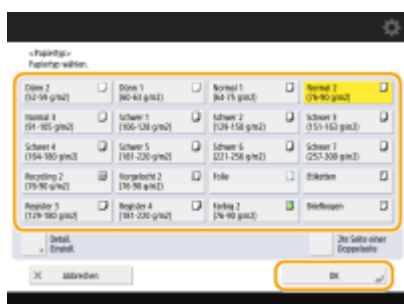 <Papiertyp>
Papiertyp wählen.
Dünn 2
(52-59 g/m2)
Dünn 1
(60-63 g/m2)
Normal 1
(64-75 g/m2)
Normal 2
(76-90 g/m2)
Normal 3
(91-105 g/m2)
Schwer 1
(106-128 g/m2)
Schwer 2
(129-150 g/m2)
Schwer 3
(151-163 g/m2)
Schwer 4
(164-180 g/m2)
Schwer 5
(181-220 g/m2)
Schwer 6
(221-256 g/m2)
Schwer 7
(257-300 g/m2)
Recycling 2
(76-90 g/m2)
Vorgelocht 2
(76-90 g/m2)
Folie
Etiketten
Register 3
(129-180 g/m2)
Register 4
(181-220 g/m2)
Farbig 2
(76-90 g/m2)
Briefbogen
Detail.
Einstell.
2te Seite einer
Doppelseite
Abbrechen
OK